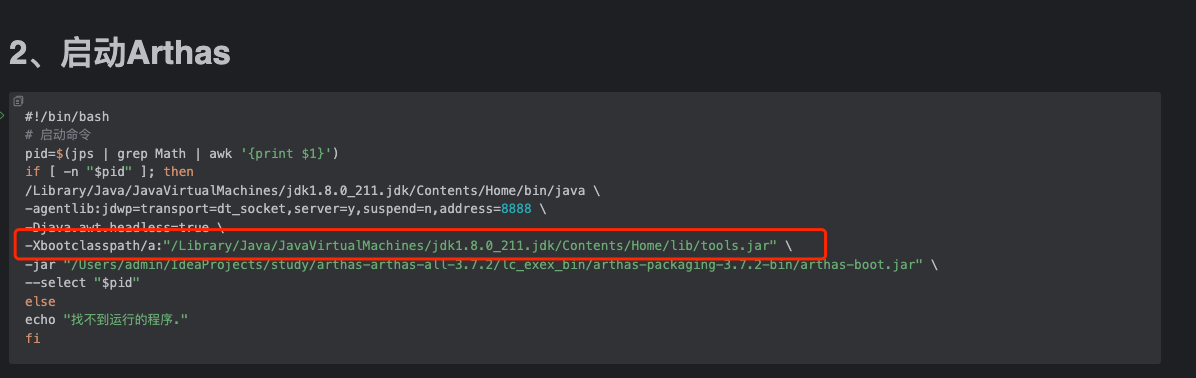 2、启动Arthas
#!/bin/bash
# 启动命令
pid=$(jps | grep Math | awk '{print $1}')
if [ -n "$pid" ]; then
/Library/Java/JavaVirtualMachines/jdk1.8.0_211.jdk/Contents/Home/bin/java \
-agentlib:jdwp=transport=dt_socket,server=y,suspend=n,address=8888 \
-Djava.awt.headless=true \
-Xbootclasspath/a:"/Library/Java/JavaVirtualMachines/jdk1.8.0_211.jdk/Contents/Home/lib/tools.jar" \
-jar "/Users/admin/IdeaProjects/study/arthas-arthas-all-3.7.2/lc_exex_bin/arthas-packaging-3.7.2-bin/arthas-boot.jar" \
--select "$pid"
else
echo "找不到运行的程序."
fi